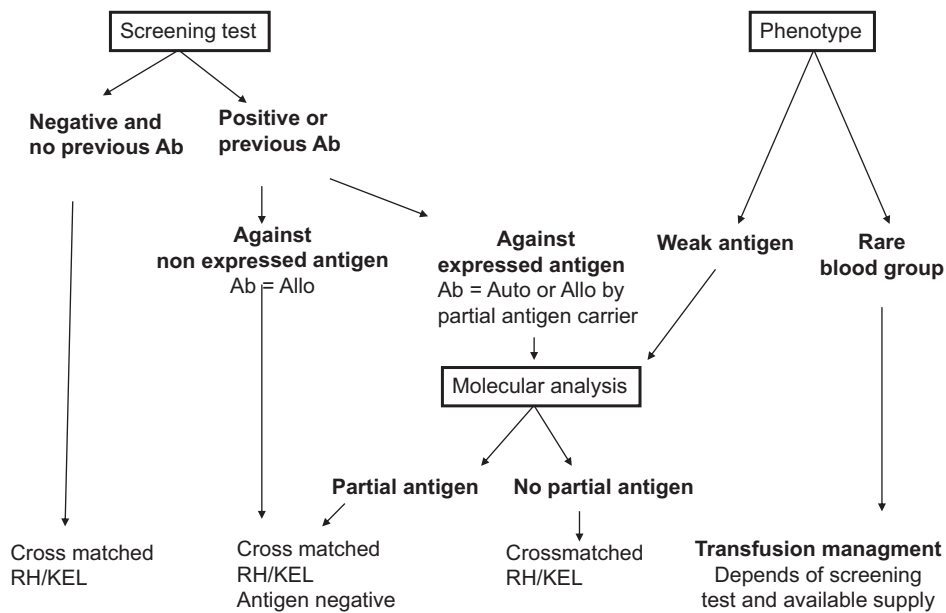 Screening test
Phenotype
Negative and
no previous Ab
Positive or
previous Ab
Against
non expressed antigen
Ab = Allo
Against
expressed antigen
Ab = Auto or Allo by
partial antigen carrier
Weak antigen
Rare
blood group
Molecular analysis
Partial antigen
No partial antigen
Cross matched
RH/KEL
Cross matched
RH/KEL
Antigen negative
Crossmatched
RH/KEL
Transfusion managment
Depends of screening
test and available supply